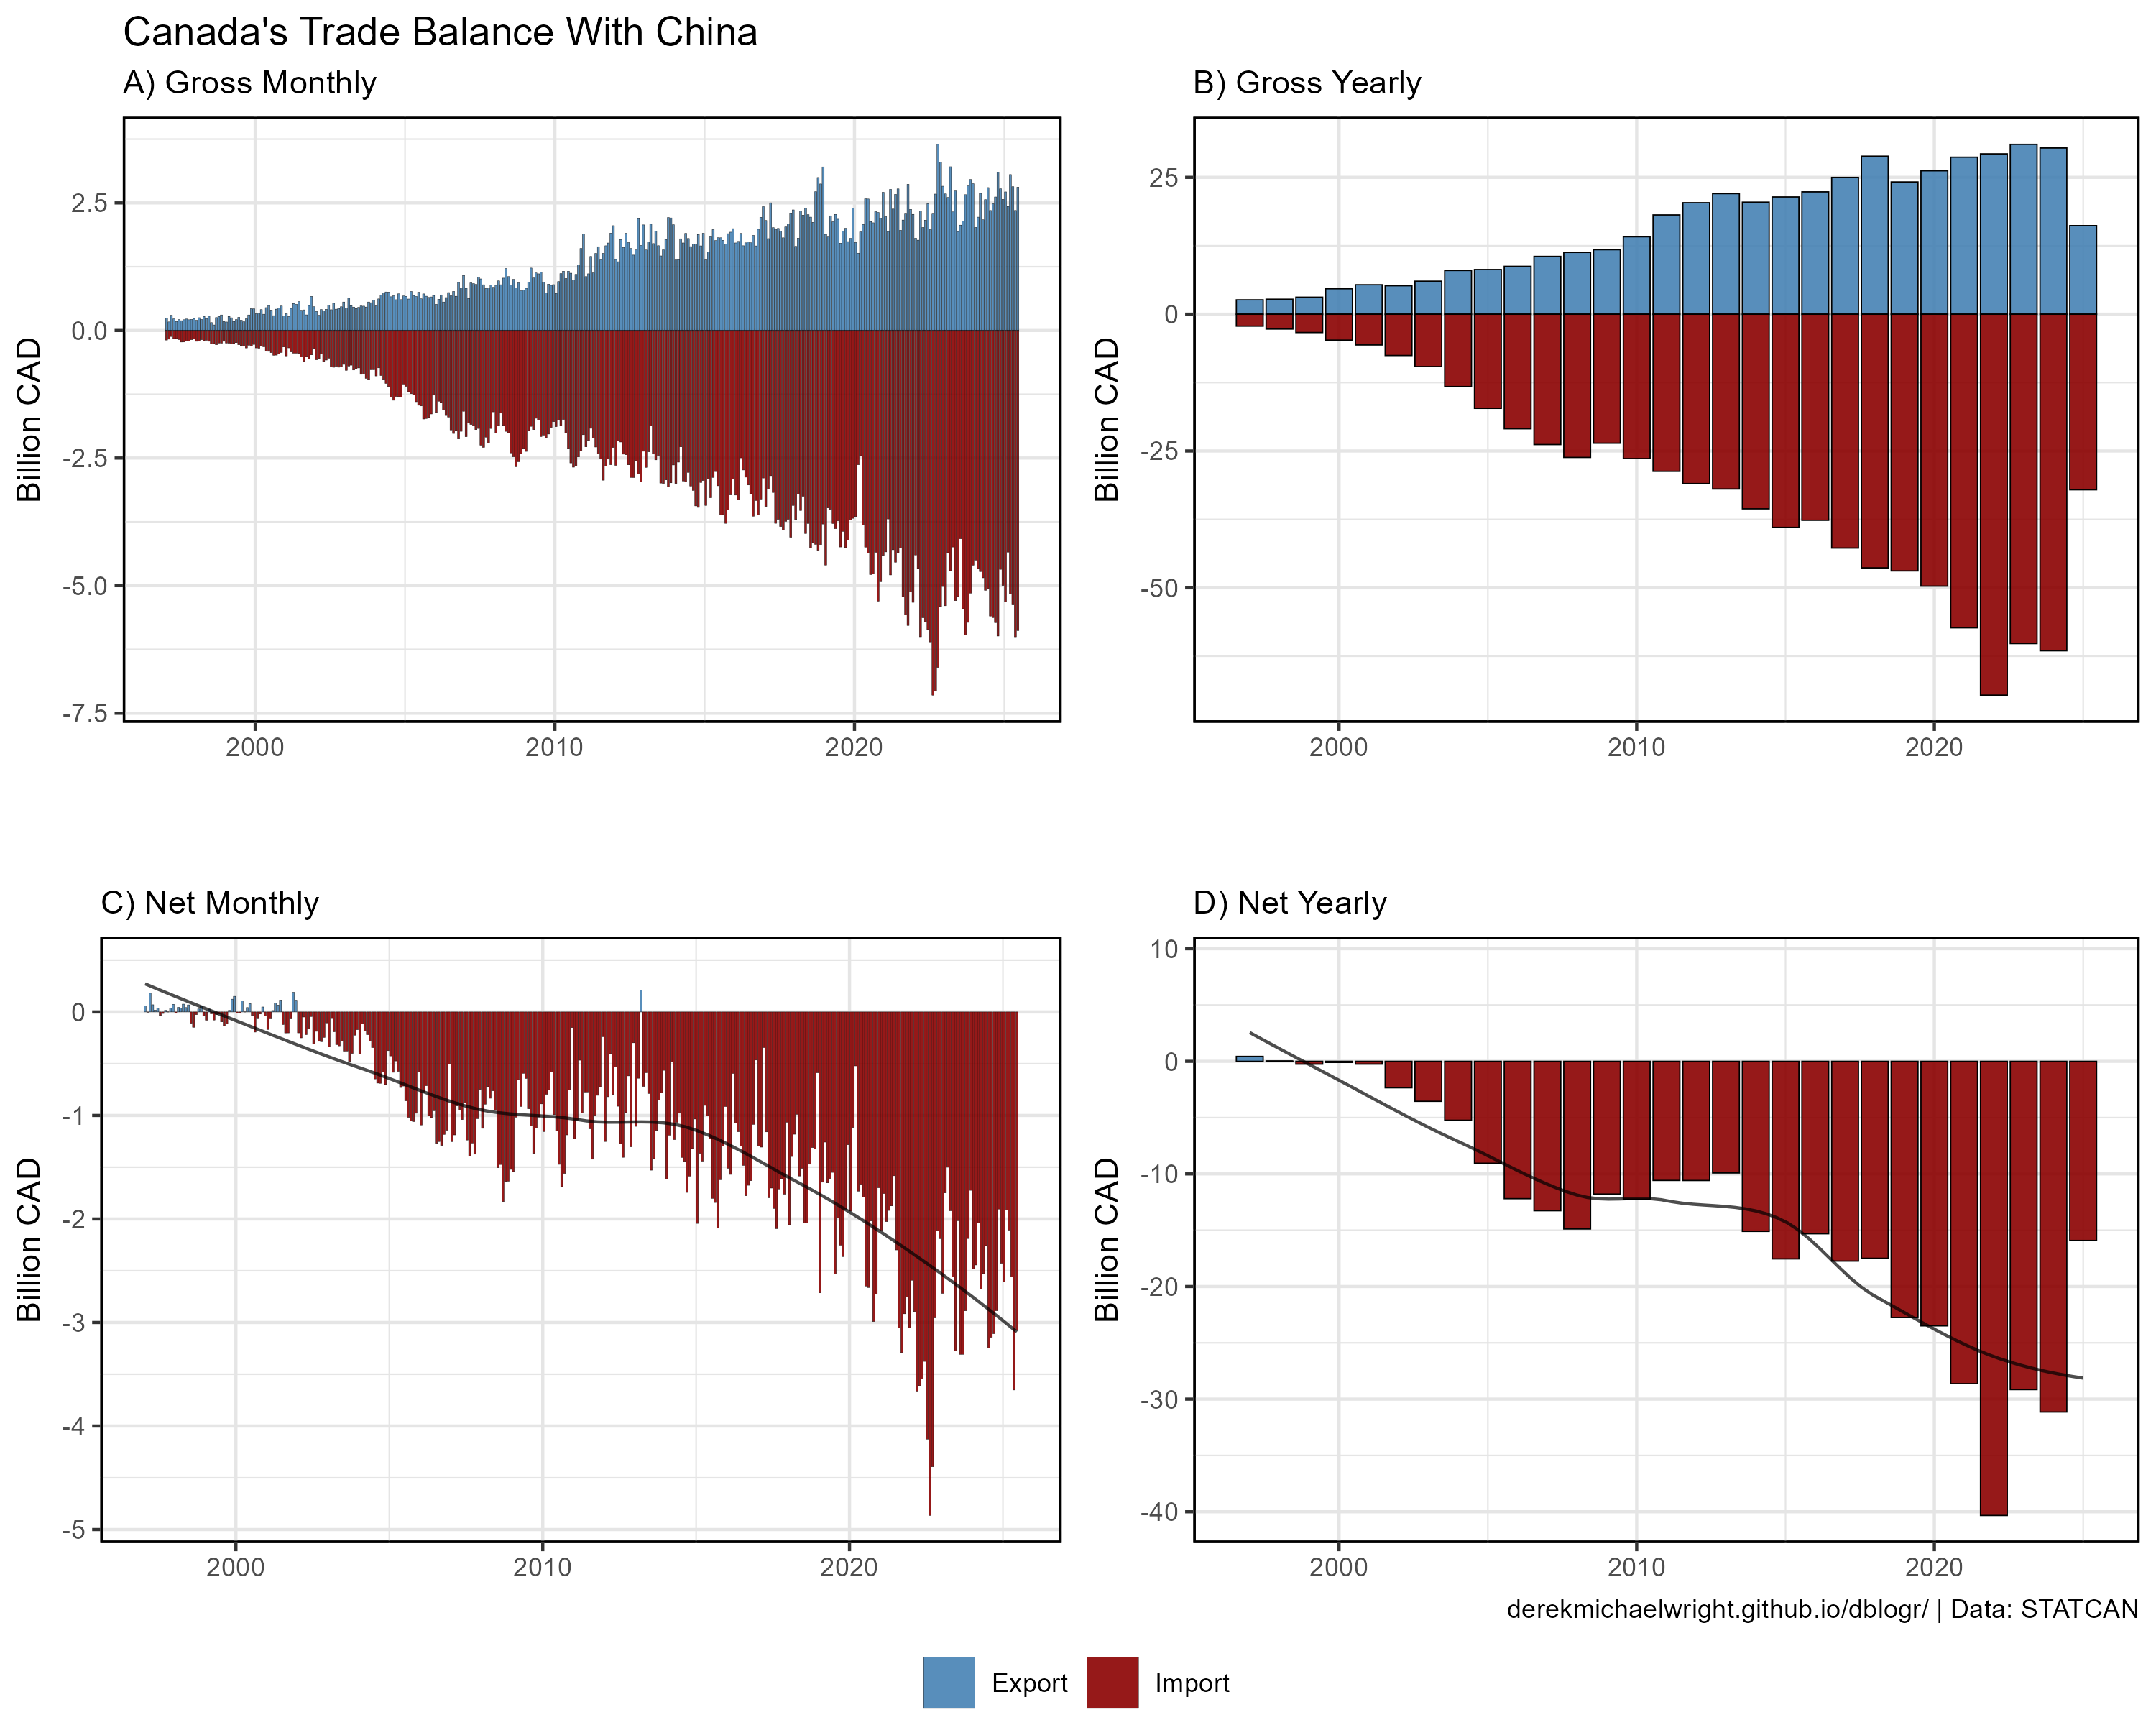 Canada's Trade Balance With China
A) Gross Monthly
Billion CAD
2.5
0.0
-2.5
-5.0
-7.5
2000 2010 2020
B) Gross Yearly
Billion CAD
25
0
-25
-50
2000 2010 2020
C) Net Monthly
Billion CAD
0
-1
-2
-3
-4
-5
2000 2010 2020
D) Net Yearly
Billion CAD
10
0
-10
-20
-30
-40
2000 2010 2020
derekmichaelwright.github.io/dblogr/ | Data: STATCAN
Export Import